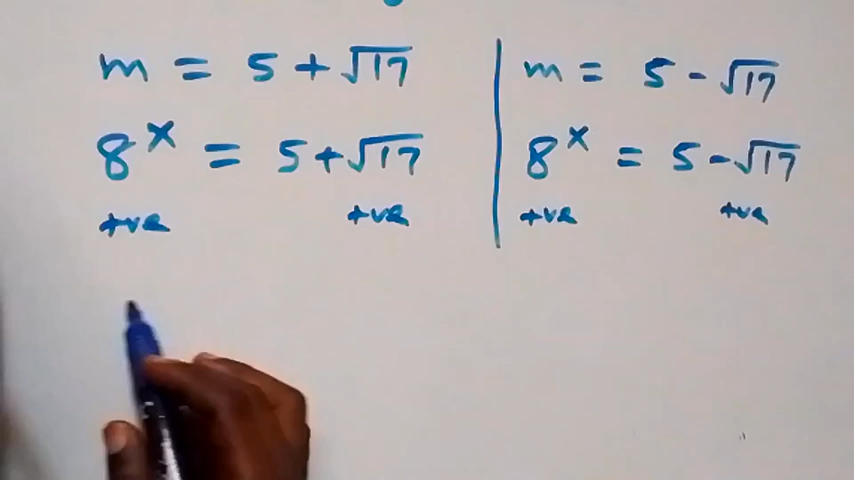 m = 5 + √17
8^x = 5 + √17
+ve +ve
m = 5 - √17
8^x = 5 - √17
+ve +ve